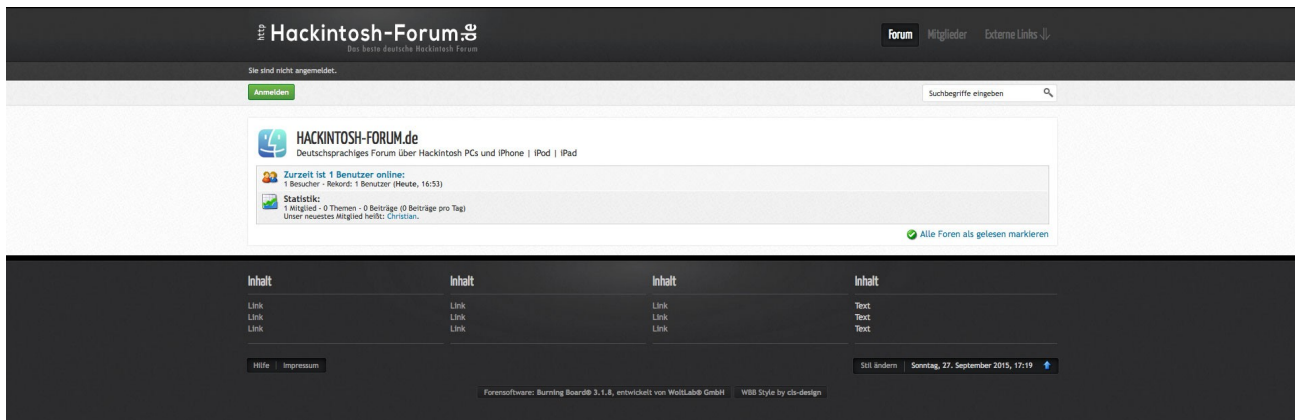 http Hackintosh-Forum.de
Das beste deutsche Hackintosh Forum
Forum Mitglieder Externe Links
Sie sind nicht angemeldet.
Anmelden
Suchbegriffe eingeben
HACKINTOSH-FORUM.de
Deutschsprachiges Forum über Hackintosh PCs und iPhone | iPod | iPad
Zurzeit ist 1 Benutzer online:
1 Besucher - Rekord: 1 Benutzer (Heute, 16:53)
Statistik:
1 Mitglied - 0 Themen - 0 Beiträge (0 Beiträge pro Tag)
Unser neuestes Mitglied heißt: Christian.
Alle Foren als gelesen markieren
Inhalt Inhalt Inhalt Inhalt
Link Link Link Text
Link Link Link Text
Link Link Link Text
Hilfe | Impressum
Stil ändern | Sonntag, 27. September 2015, 17:19
Forensoftware: Burning Board® 3.1.8, entwickelt von WoltLab® GmbH WBB Style by cls-design